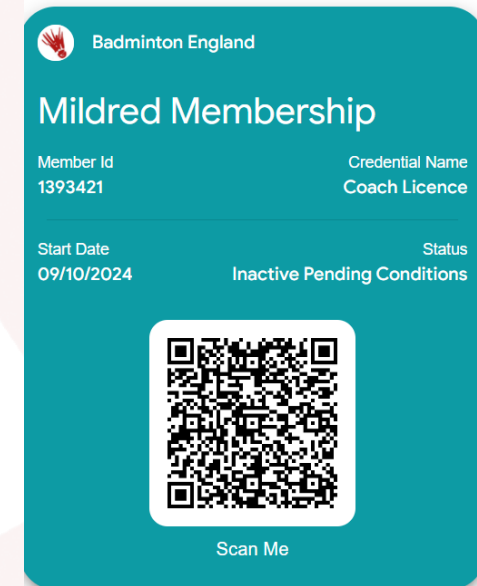 Badminton England
Mildred Membership
Member Id Credential Name
1393421 Coach Licence
Start Date Status
09/10/2024 Inactive Pending Conditions
Scan Me